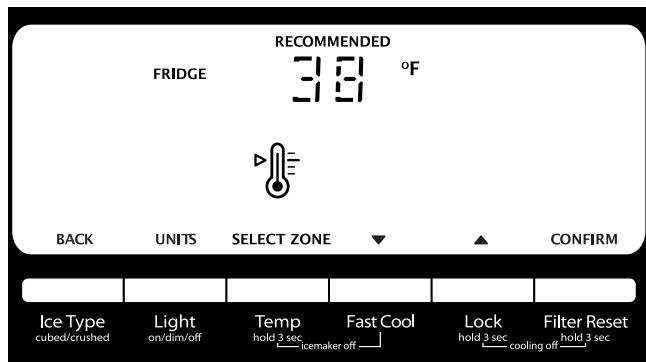 RECOMMENDED
FRIDGE 38 °F
BACK UNITS SELECT ZONE ▼ ▲ CONFIRM
Ice Type Light Temp Fast Cool Lock Filter Reset
cubed/crushed on/dim/off hold 3 sec hold 3 sec hold 3 sec
icemaker off cooling off